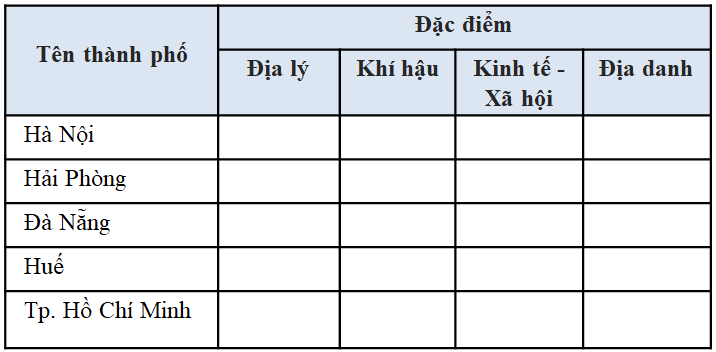 Tên thành phố
Đặc điểm
Địa lý
Khí hậu
Kinh tế -
Xã hội
Địa danh
Hà Nội
Hải Phòng
Đà Nẵng
Huế
Tp. Hồ Chí Minh